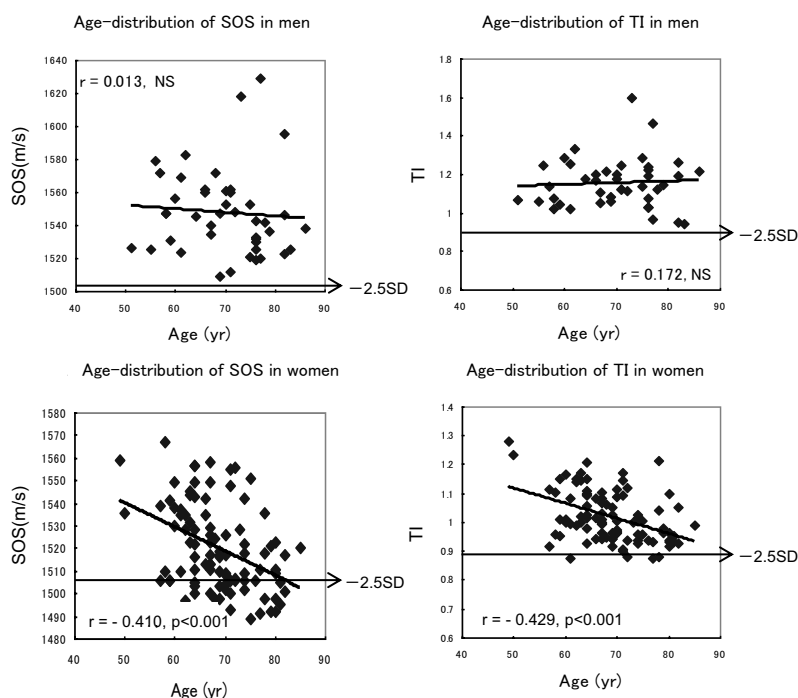 Age-distribution of SOS in men
1640
1620
1600
1580
1560
1540
1520
1500
40 50 60 70 80 90
SOS(m/s)
Age (yr)
r = 0.013, NS
−2.5SD
Age-distribution of TI in men
1.8
1.6
1.4
1.2
1
0.8
0.6
40 50 60 70 80 90
TI
Age (yr)
−2.5SD
r = 0.172, NS
Age-distribution of SOS in women
1580
1570
1560
1550
1540
1530
1520
1510
1500
1490
1480
40 50 60 70 80 90
SOS(m/s)
Age (yr)
−2.5SD
r = - 0.410, p<0.001
Age-distribution of TI in women
1.4
1.3
1.2
1.1
1
0.9
0.8
0.7
0.6
40 50 60 70 80 90
TI
Age (yr)
−2.5SD
r = - 0.429, p<0.001